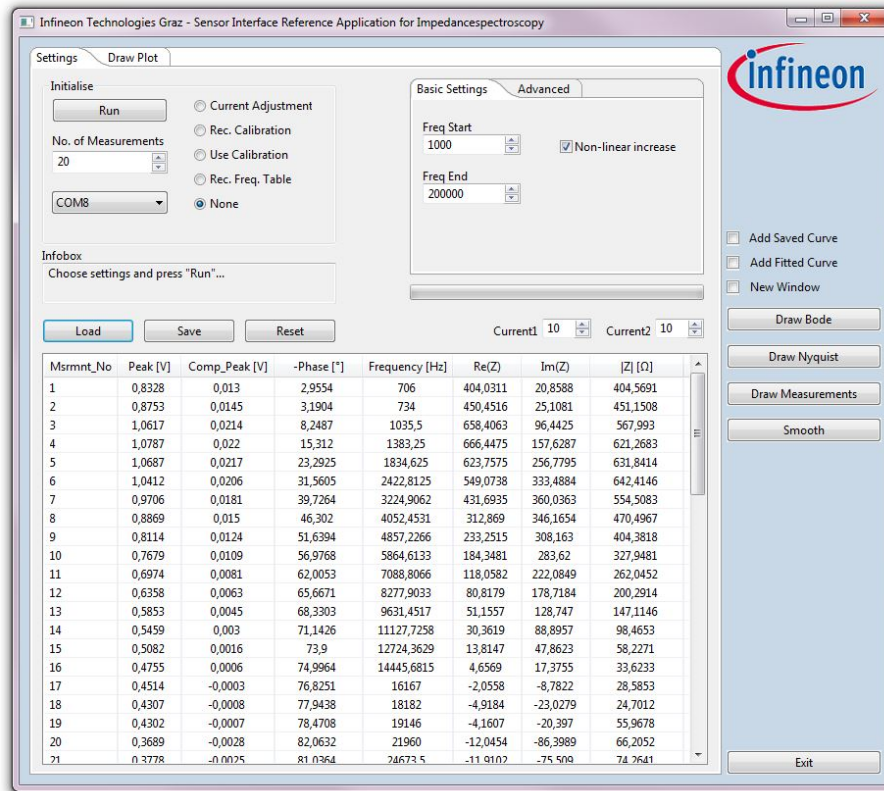 Infineon Technologies Graz - Sensor Interface Reference Application for Impedancespectroscopy
Settings
Draw Plot
Initialise
Run
No. of Measurements
20
COM8
Current Adjustment
Rec. Calibration
Use Calibration
Rec. Freq. Table
None
Basic Settings
Advanced
Freq Start
1000
Non-linear increase
Freq End
200000
infineon
Infobox
Choose settings and press "Run"...
Add Saved Curve
Add Fitted Curve
New Window
Load
Save
Reset
Current1 10
Current2 10
Draw Bode
Draw Nyquist
Draw Measurements
Smooth
Msrmnt_No Peak [V] Comp_Peak [V] -Phase [°] Frequency [Hz] Re(Z) Im(Z) |Z| [Ω]
1 0,8328 0,013 2,9554 706 404,0311 20,8588 404,5691
2 0,8753 0,0145 3,1904 734 450,4516 25,1081 451,1508
3 1,0617 0,0214 8,2487 1035,5 658,4063 96,4425 567,993
4 1,0787 0,022 15,312 1383,25 666,4475 157,6287 621,2683
5 1,0687 0,0217 23,2925 1834,625 623,7575 256,7795 631,8414
6 1,0412 0,0206 31,5605 2422,8125 549,0738 333,4884 642,4146
7 0,9706 0,0181 39,7264 3224,9062 431,6935 360,0363 554,5083
8 0,8869 0,015 46,302 4052,4531 312,869 346,1654 470,4967
9 0,8114 0,0124 51,6394 4857,2266 233,2515 308,163 404,3818
10 0,7679 0,0109 56,9768 5864,6133 184,3481 283,62 327,9481
11 0,6974 0,0081 62,0053 7088,8066 118,0582 222,0849 262,0452
12 0,6358 0,0063 65,6671 8277,9033 80,8179 178,7184 200,2914
13 0,5853 0,0045 68,3303 9631,4517 51,1557 128,747 147,1146
14 0,5459 0,003 71,1426 11127,7258 30,3619 88,8957 98,4653
15 0,5082 0,0016 73,9 12724,3629 13,8147 47,8623 58,2271
16 0,4755 0,0006 74,9964 14445,6815 4,6569 17,3755 33,6233
17 0,4514 -0,0003 76,8251 16167 -2,0558 -8,7822 28,5853
18 0,4307 -0,0008 77,9438 18182 -4,9184 -23,0279 24,7012
19 0,4302 -0,0007 78,4708 19146 -4,1607 -20,397 55,9678
20 0,3689 -0,0028 82,0632 21960 -12,0454 -86,3989 66,2052
21 0,3778 -0,0025 81,0364 24673,5 -11,9102 -75,509 74,2641
Exit